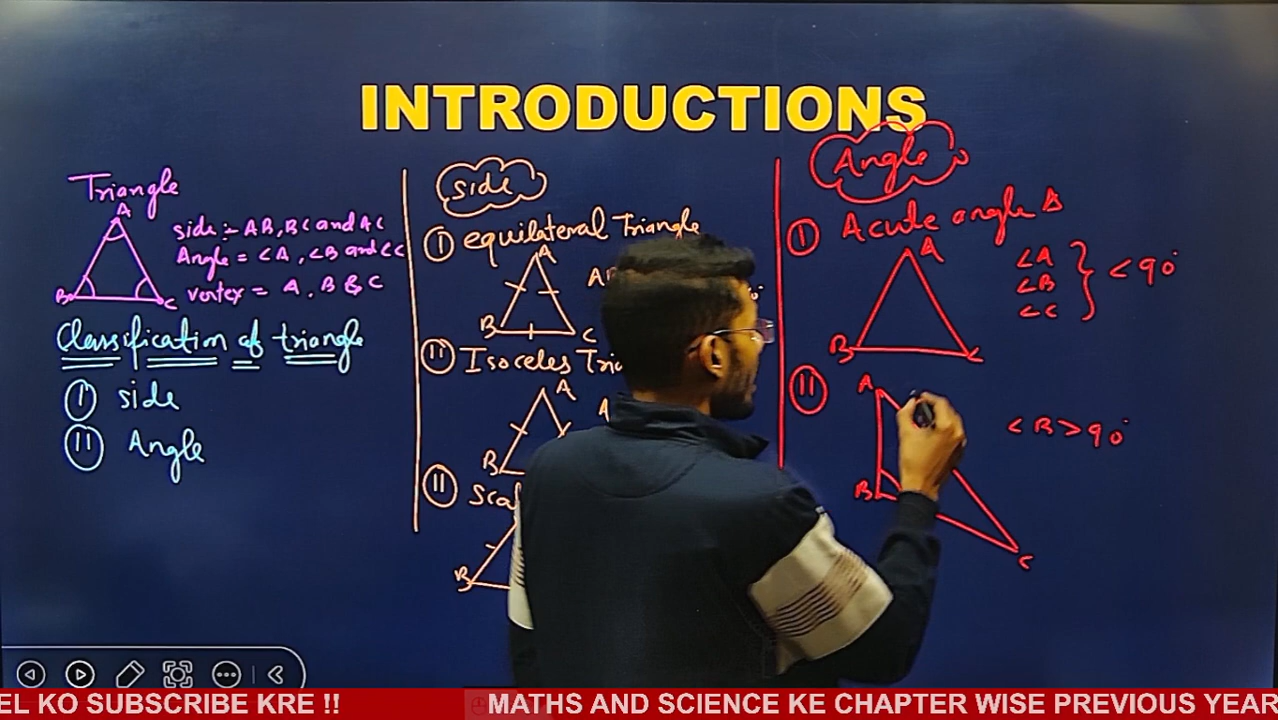 INTRODUCTIONS
Triangle
A
B
C
side :- AB, BC and AC
Angle = ∠A, ∠B and ∠C
vertex = A, B & C
Classification of triangle
(I) side
(II) Angle
side
(I) equilateral Triangle
A
B
C
(II) Isoceles
A
B
(II)
B
Angle
(I) Acute angle Δ
A
B
C
∠A
∠B
∠C
} < 90°
(II)
A
B
C
∠B > 90°
EL KO SUBSCRIBE KRE !! MATHS AND SCIENCE KE CHAPTER WISE PREVIOUS YEAR